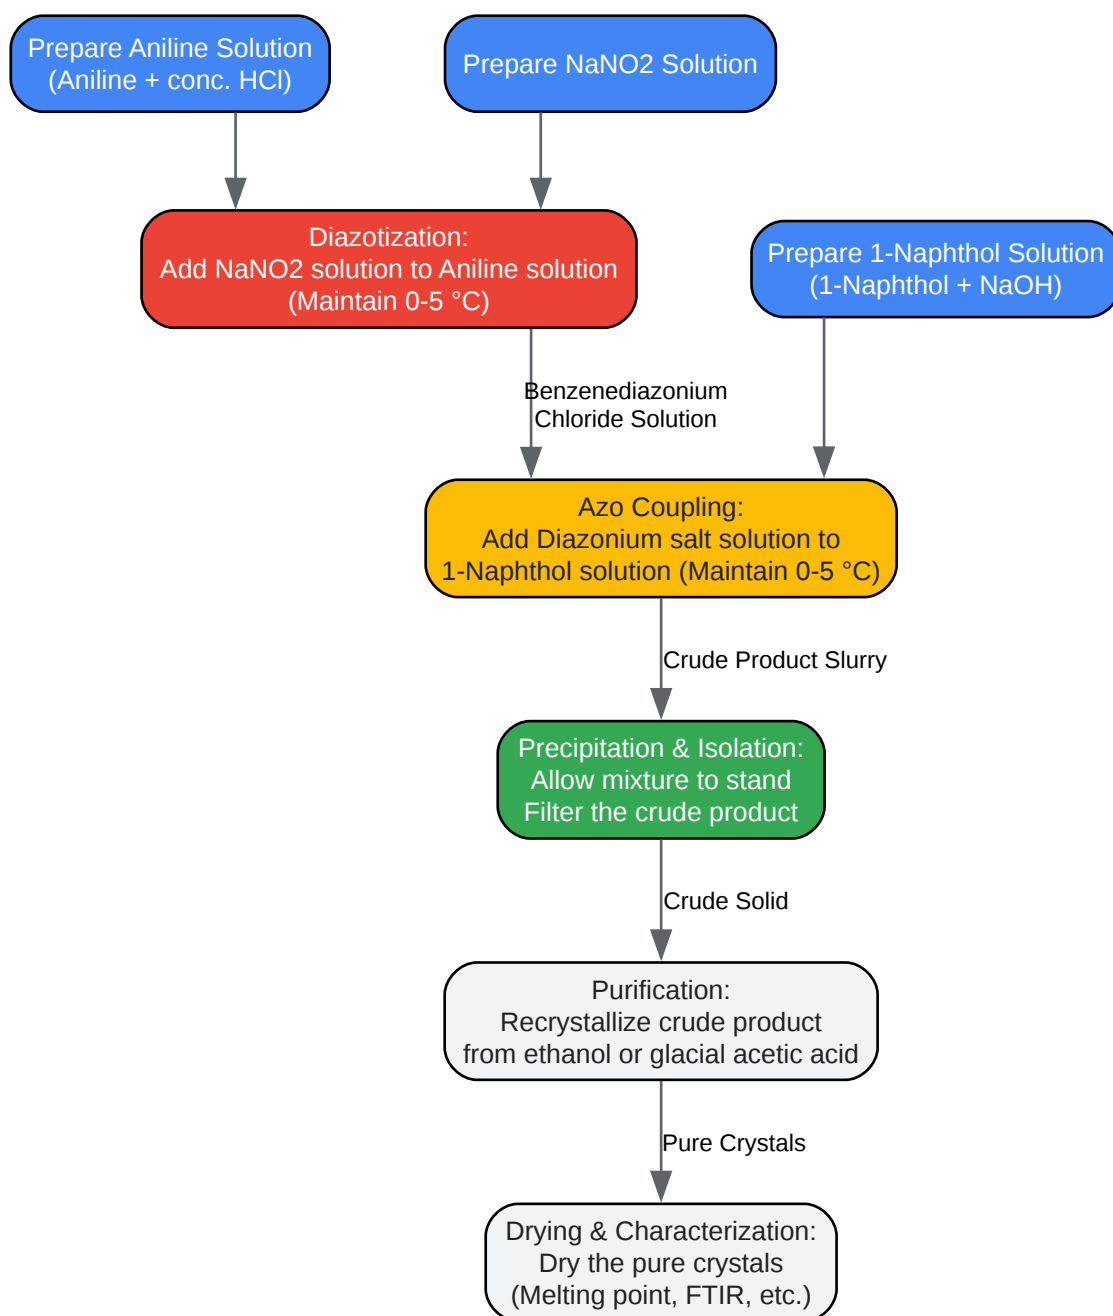 Prepare Aniline Solution
(Aniline + conc. HCl)
Prepare NaNO2 Solution
Diazotization:
Add NaNO2 solution to Aniline solution
(Maintain 0-5 °C)
Prepare 1-Naphthol Solution
(1-Naphthol + NaOH)
Benzenediazonium
Chloride Solution
Azo Coupling:
Add Diazonium salt solution to
1-Naphthol solution (Maintain 0-5 °C)
Crude Product Slurry
Precipitation & Isolation:
Allow mixture to stand
Filter the crude product
Crude Solid
Purification:
Recrystallize crude product
from ethanol or glacial acetic acid
Pure Crystals
Drying & Characterization:
Dry the pure crystals
(Melting point, FTIR, etc.)